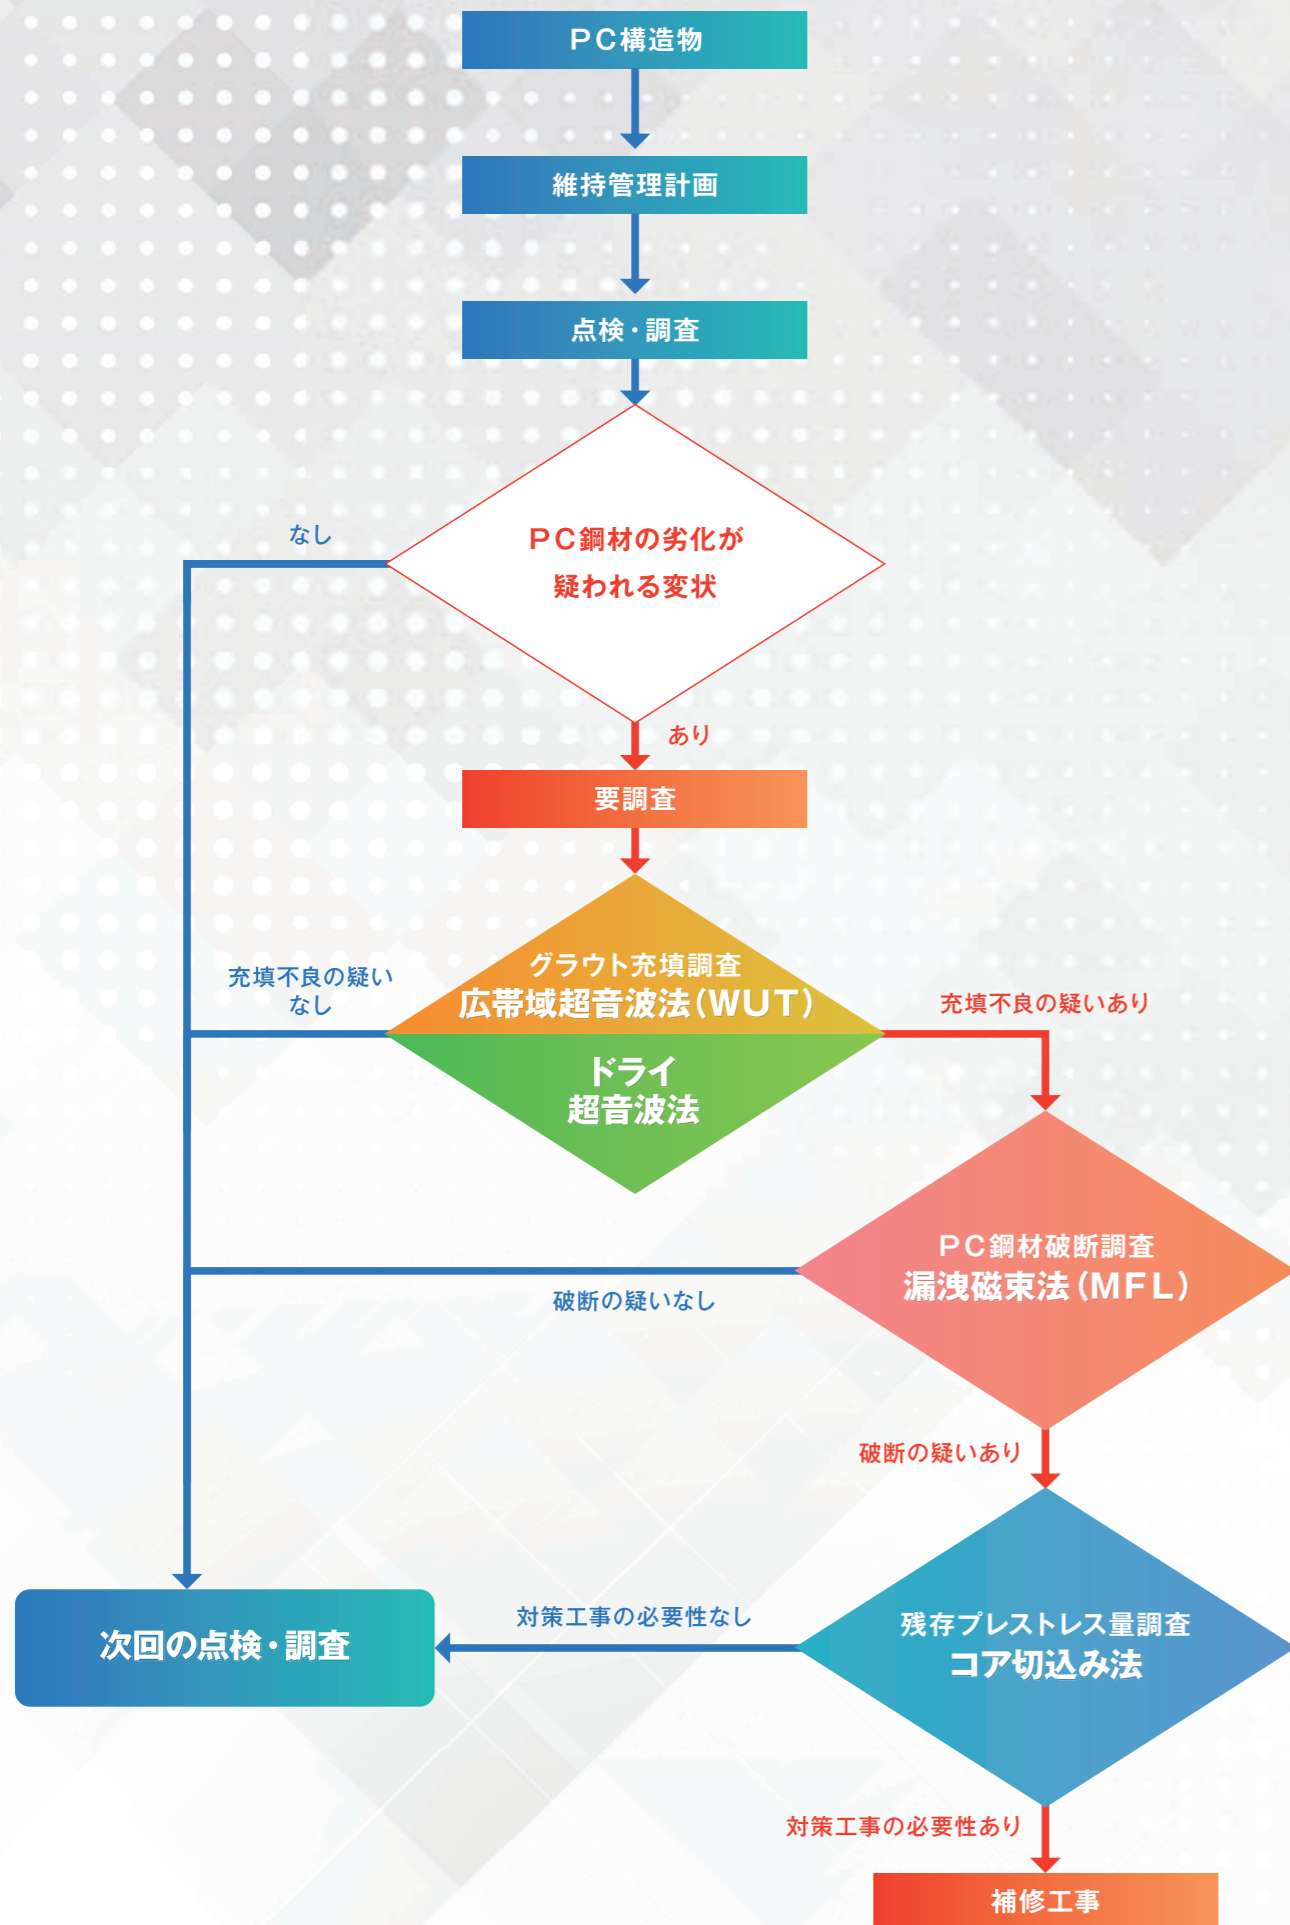 PC構造物
維持管理計画
点検・調査
PC鋼材の劣化が
疑われる変状
なし
あり
要調査
グラウト充填調査
広帯域超音波法(WUT)
ドライ
超音波法
充填不良の疑い
なし
充填不良の疑いあり
PC鋼材破断調査
漏洩磁束法(MFL)
破断の疑いなし
破断の疑いあり
残存プレストレス量調査
コア切込み法
対策工事の必要性なし
次回の点検・調査
対策工事の必要性あり
補修工事